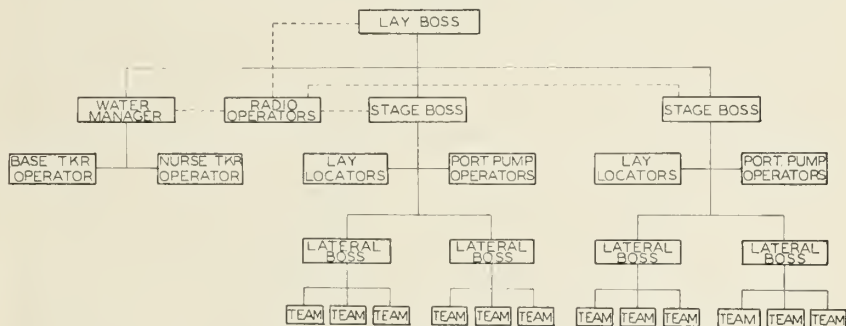 LAY BOSS
WATER
MANAGER
RADIO
OPERATORS
STAGE BOSS
STAGE BOSS
BASE TKR
OPERATOR
NURSE TKR
OPERATOR
LAY
LOCATORS
PORT PUMP
OPERATORS
LAY
LOCATORS
PORT. PUMP
OPERATORS
LATERAL
BOSS
LATERAL
BOSS
LATERAL
BOSS
LATERAL
BOSS
TEAM TEAM TEAM TEAM TEAM TEAM TEAM TEAM TEAM TEAM TEAM TEAM